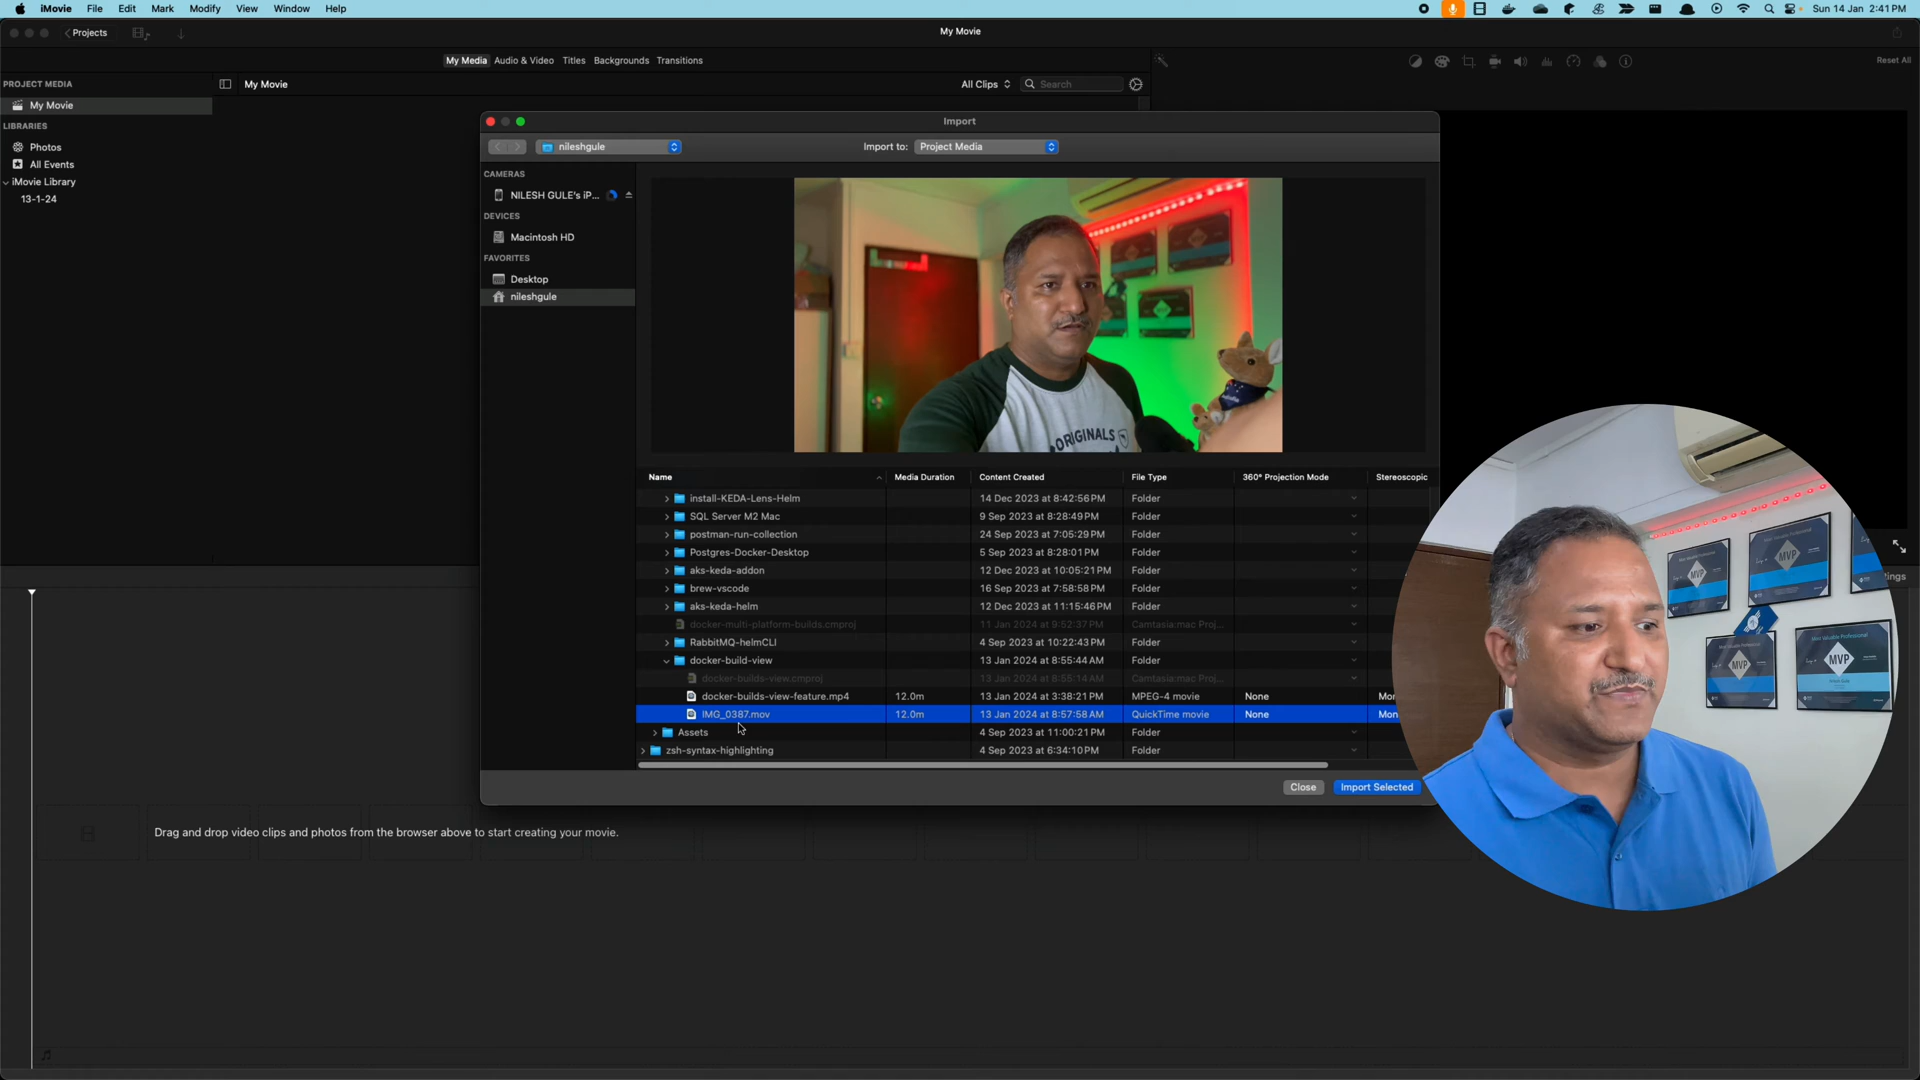 iMovie File Edit Mark Modify View Window Help
Sun 14 Jan 2:41 PM
Projects
My Movie
My Media Audio & Video Titles Backgrounds Transitions
Reset All
PROJECT MEDIA
My Movie
LIBRARIES
Photos
All Events
iMovie Library
13-1-24
My Movie
All Clips
Search
Import
nileshgule
Import to: Project Media
CAMERAS
NILESH GULE's iP...
DEVICES
Macintosh HD
FAVORITES
Desktop
nileshgule
ORIGINALS
Name Media Duration Content Created File Type 360° Projection Mode Stereoscopic
install-KEDA-Lens-Helm 14 Dec 2023 at 8:42:56 PM Folder
SQL Server M2 Mac 9 Sep 2023 at 8:28:49 PM Folder
postman-run-collection 24 Sep 2023 at 7:05:29 PM Folder
Postgres-Docker-Desktop 5 Sep 2023 at 8:28:01 PM Folder
aks-keda-addon 12 Dec 2023 at 10:05:21 PM Folder
brew-vscode 16 Sep 2023 at 7:58:58 PM Folder
aks-keda-helm 12 Dec 2023 at 11:15:46 PM Folder
docker-multi-platform-builds.cmproj 11 Jan 2024 at 9:52:37 PM Camtasia:mac Proj...
RabbitMQ-helmCLI 4 Sep 2023 at 10:22:43 PM Folder
docker-build-view 13 Jan 2024 at 8:55:44 AM Folder
docker-builds-view.cmproj 13 Jan 2024 at 8:55:14 AM Camtasia:mac Proj...
docker-builds-view-feature.mp4 12.0m 13 Jan 2024 at 3:38:21 PM MPEG-4 movie None Mon
IMG_0387.mov 12.0m 13 Jan 2024 at 8:57:58 AM QuickTime movie None Mon
Assets 4 Sep 2023 at 11:00:21 PM Folder
zsh-syntax-highlighting 4 Sep 2023 at 6:34:10 PM Folder
Close Import Selected
ttings
Drag and drop video clips and photos from the browser above to start creating your movie.
MVP
MVP
MVP
MVP